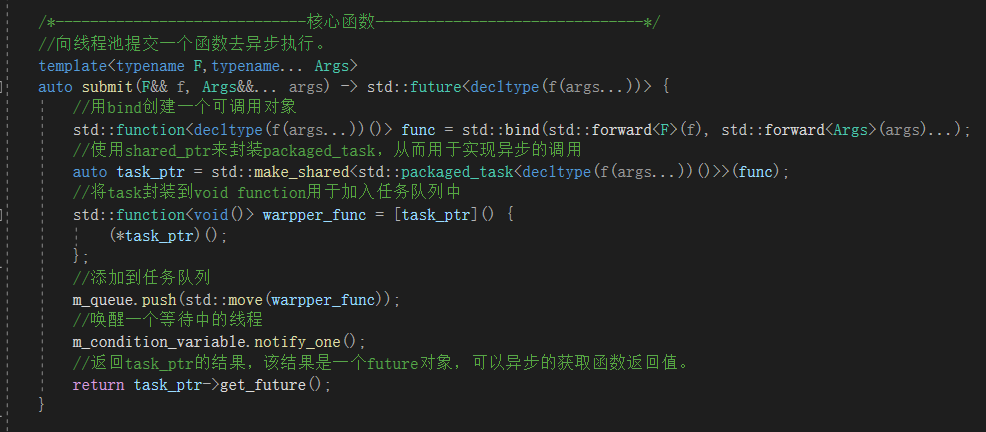 /*----------------------------核心函数------------------------------*/
//向线程池提交一个函数去异步执行。
template<typename F,typename... Args>
auto submit(F&& f, Args&&... args) -> std::future<decltype(f(args...))> {
//用bind创建一个可调用对象
std::function<decltype(f(args...))()> func = std::bind(std::forward<F>(f), std::forward<Args>(args)...);
//使用shared_ptr来封装packaged_task，从而用于实现异步的调用
auto task_ptr = std::make_shared<std::packaged_task<decltype(f(args...))()>>(func);
//将task封装到void function用于加入任务队列中
std::function<void()> warpper_func = [task_ptr]() {
(*task_ptr)();
};
//添加到任务队列
m_queue.push(std::move(warpper_func));
//唤醒一个等待中的线程
m_condition_variable.notify_one();
//返回task_ptr的结果，该结果是一个future对象，可以异步的获取函数返回值。
return task_ptr->get_future();
}